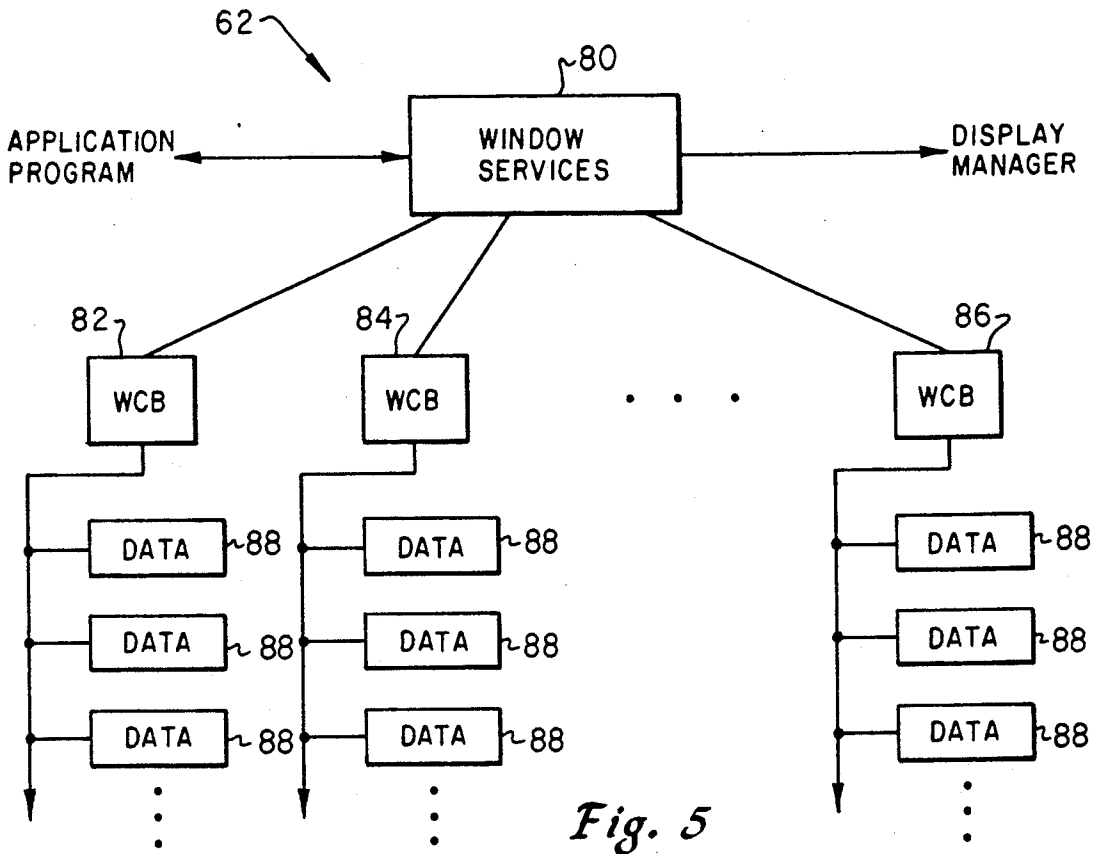 62
80
APPLICATION
PROGRAM
WINDOW
SERVICES
DISPLAY
MANAGER
82
84
86
WCB
WCB
WCB
DATA
88
DATA
88
DATA
88
DATA
88
DATA
88
DATA
88
DATA
88
DATA
88
DATA
88
Fig. 5